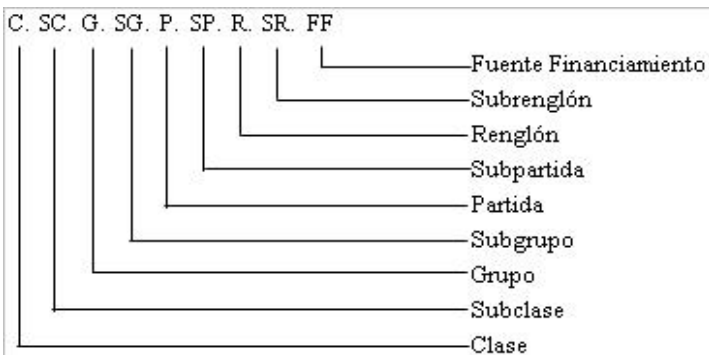 C. SC. G. SG. P. SP. R. SR. FF
Fuente Financiamiento
Subrenglón
Renglón
Subpartida
Partida
Subgrupo
Grupo
Subclase
Clase